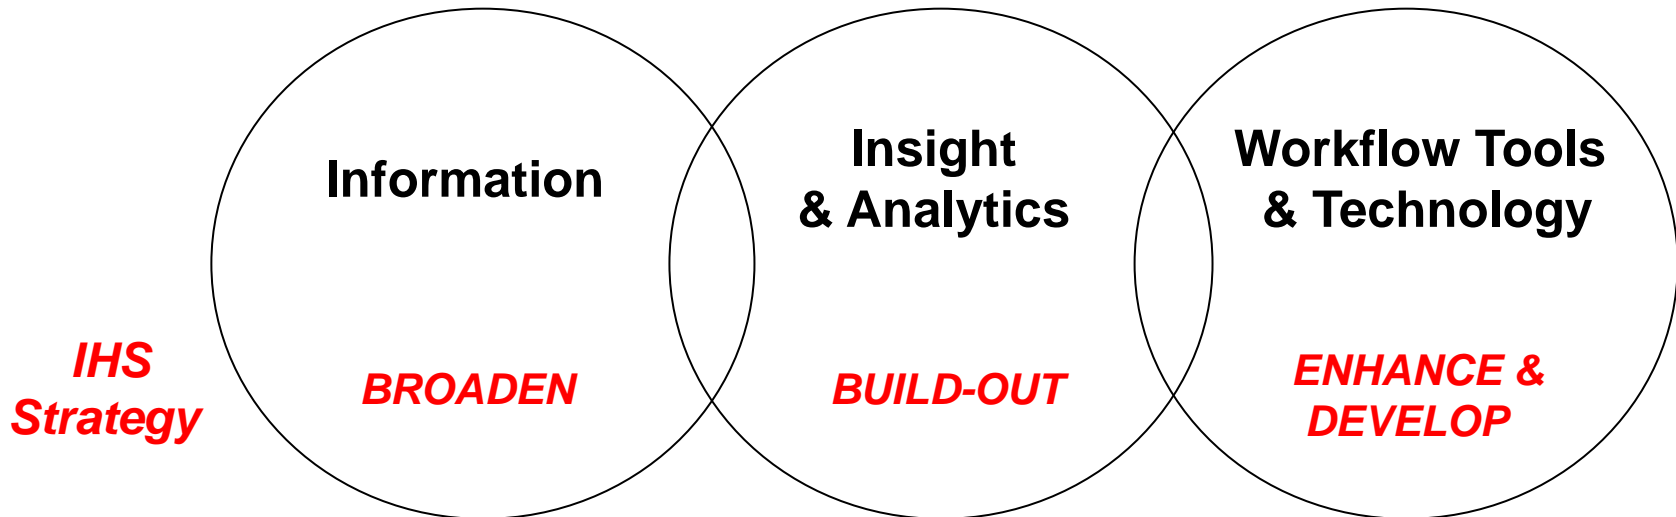 Information
Insight
& Analytics
Workflow Tools
& Technology
IHS
Strategy
BROADEN
BUILD-OUT
ENHANCE &
DEVELOP